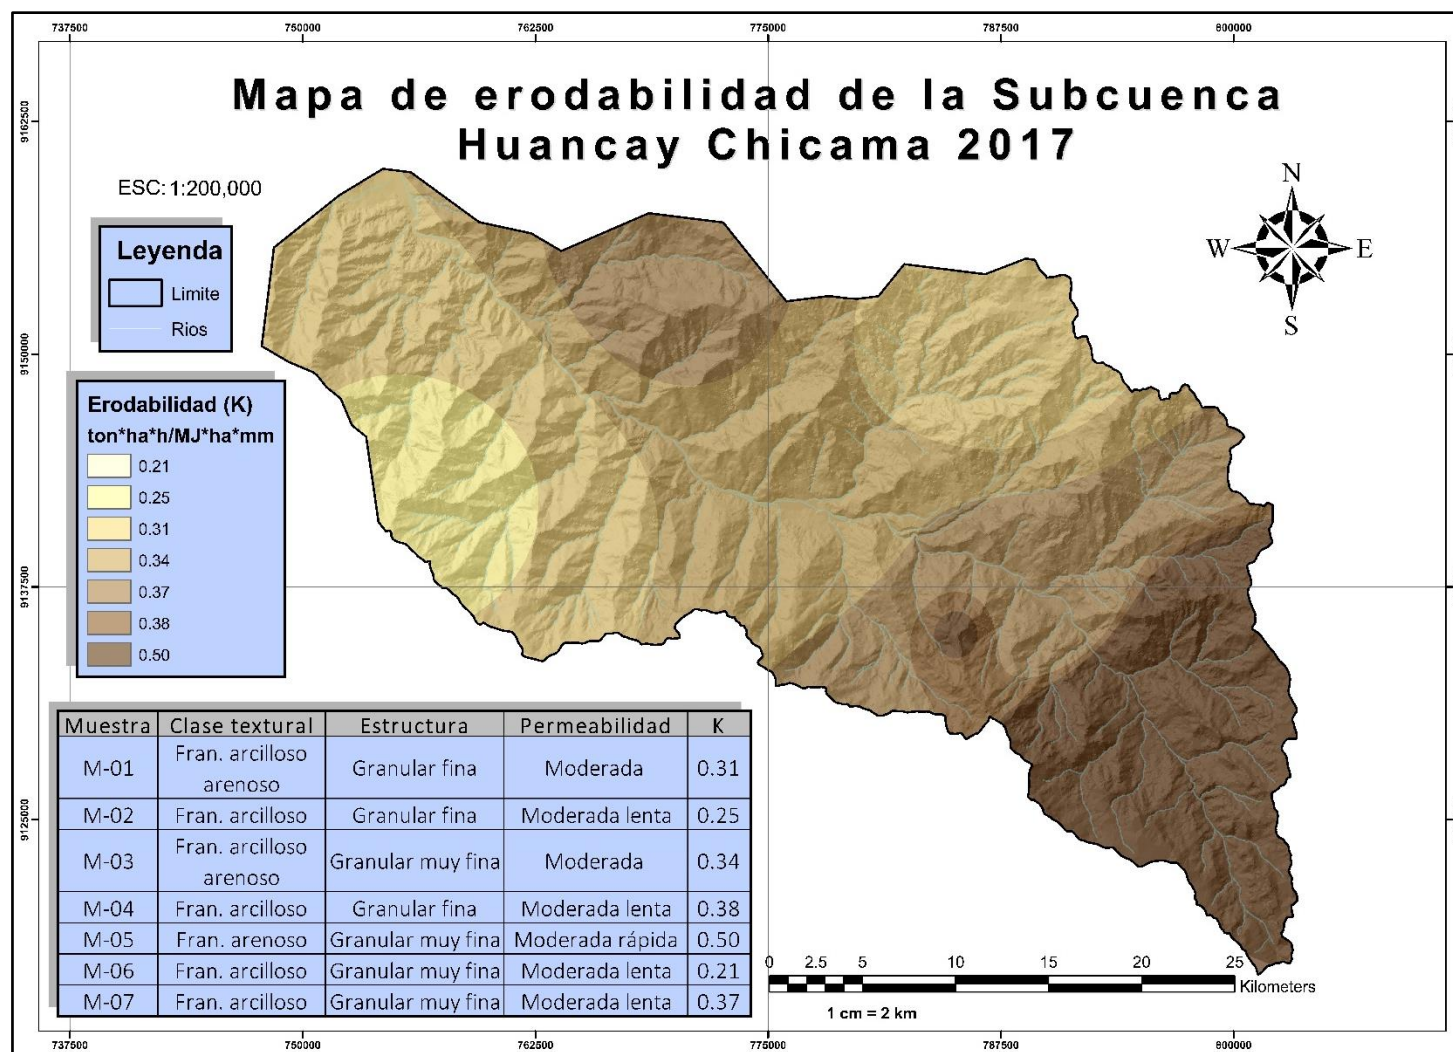 737500 750000 762500 775000 787500 800000
Mapa de erodabilidad de la Subcuenca
Huancay Chicama 2017
9162500
9150000
9137500
9125000
ESC: 1:200,000
Leyenda
Limite
Rios
N
W E
S
Erodabilidad (K)
ton*ha*h/MJ*ha*mm
0.21
0.25
0.31
0.34
0.37
0.38
0.50
Muestra Clase textural Estructura Permeabilidad K
M-01 Fran. arcilloso arenoso Granular fina Moderada 0.31
M-02 Fran. arcilloso Granular fina Moderada lenta 0.25
M-03 Fran. arcilloso arenoso Granular muy fina Moderada 0.34
M-04 Fran. arcilloso Granular fina Moderada lenta 0.38
M-05 Fran. arenoso Granular muy fina Moderada rápida 0.50
M-06 Fran. arcilloso Granular muy fina Moderada lenta 0.21
M-07 Fran. arcilloso Granular muy fina Moderada lenta 0.37
0 2.5 5 10 15 20 25
Kilometers
1 cm = 2 km
9162500
9150000
9137500
9125000
737500 750000 762500 775000 787500 800000